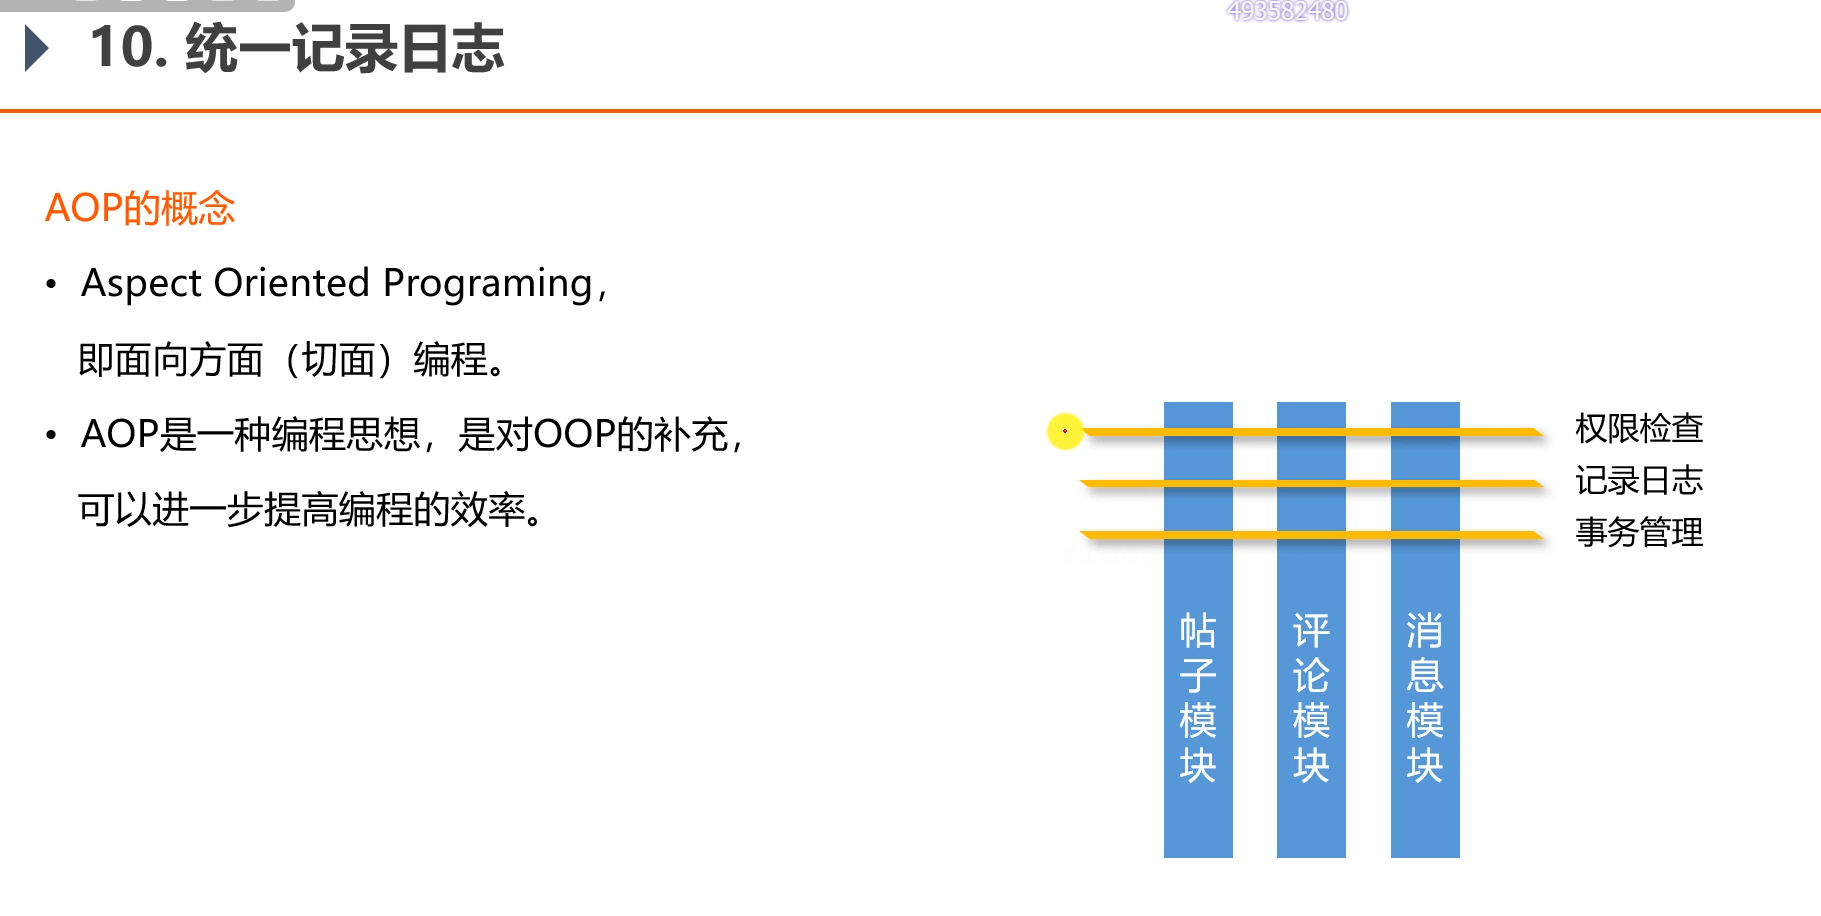 493582480
10. 统一记录日志
AOP的概念
• Aspect Oriented Programing，
即面向方面（切面）编程。
• AOP是一种编程思想，是对OOP的补充，
可以进一步提高编程的效率。
权限检查
记录日志
事务管理
帖子模块
评论模块
消息模块